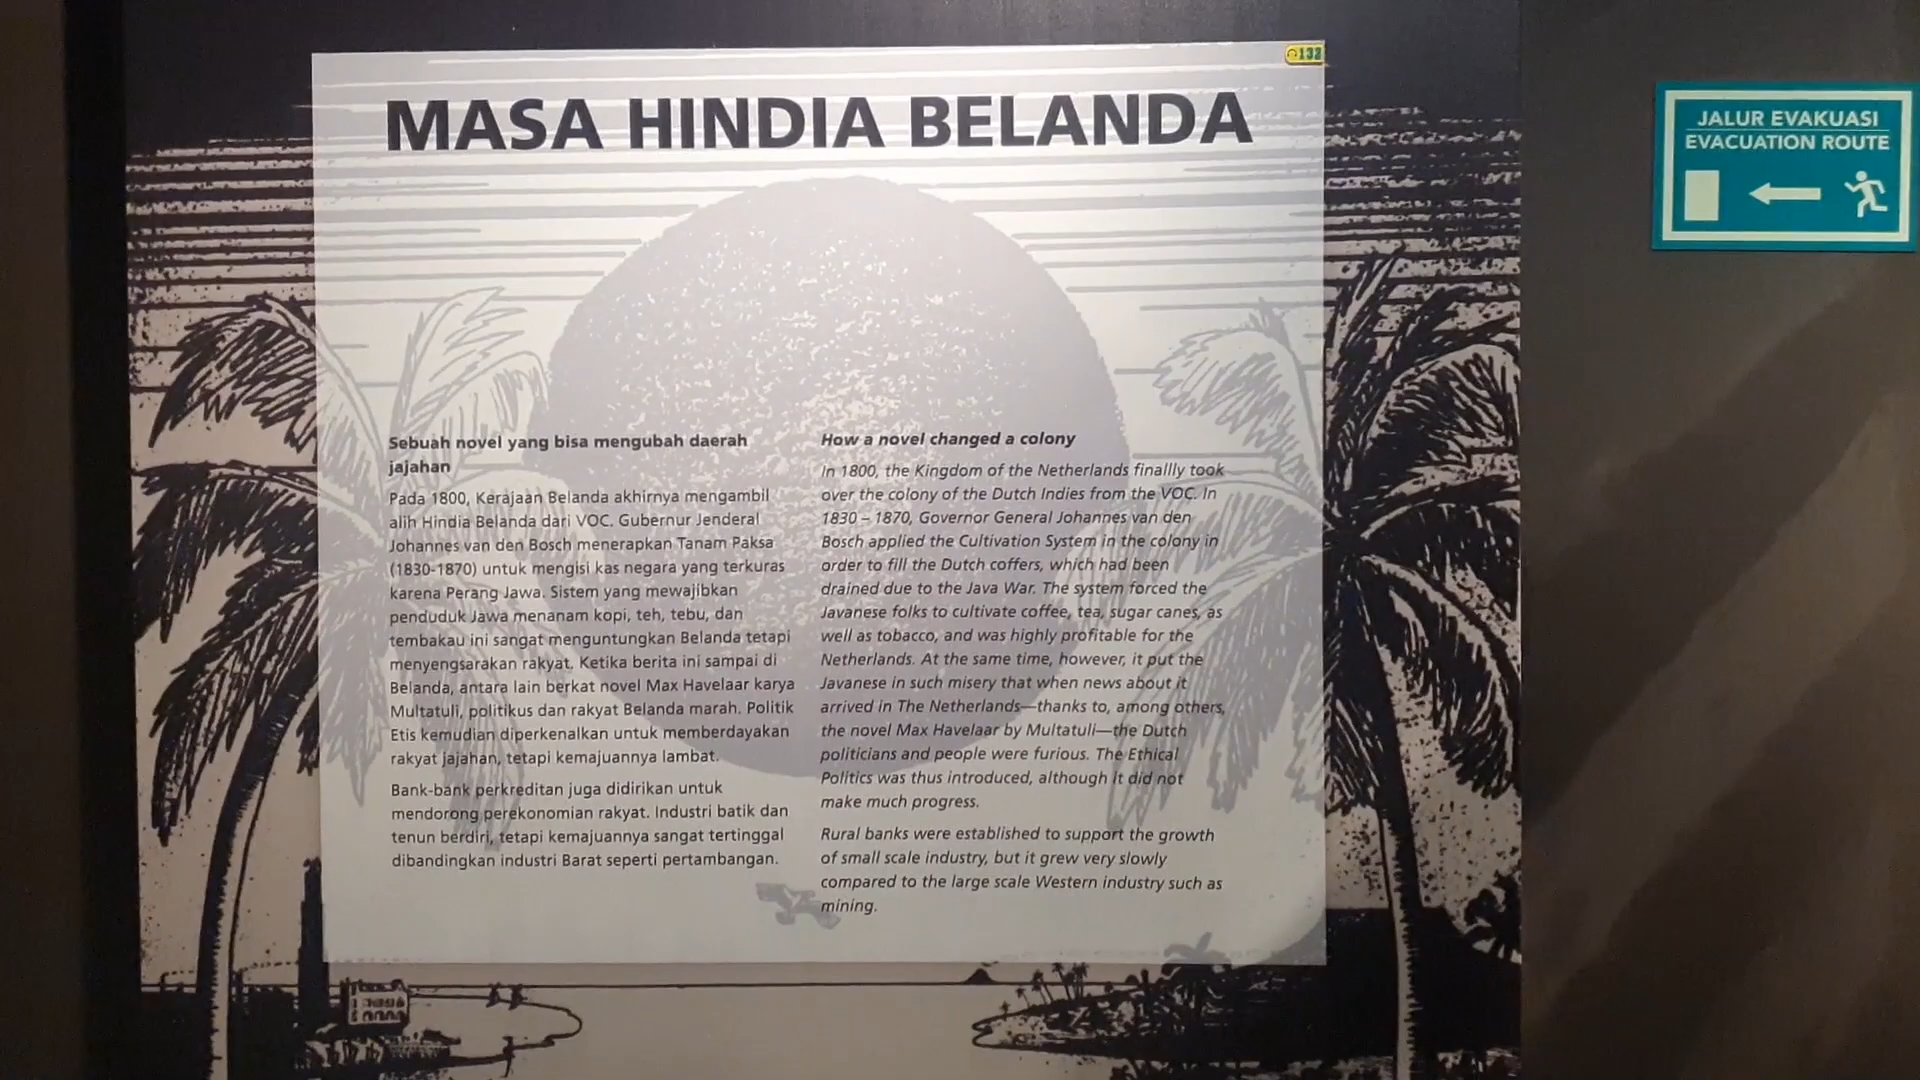 132
MASA HINDIA BELANDA
Sebuah novel yang bisa mengubah daerah
jajahan
Pada 1800, Kerajaan Belanda akhirnya mengambil
alih Hindia Belanda dari VOC. Gubernur Jenderal
Johannes van den Bosch menerapkan Tanam Paksa
(1830-1870) untuk mengisi kas negara yang terkuras
karena Perang Jawa. Sistem yang mewajibkan
penduduk Jawa menanam kopi, teh, tebu, dan
tembakau ini sangat menguntungkan Belanda tetapi
menyengsarakan rakyat. Ketika berita ini sampai di
Belanda, antara lain berkat novel Max Havelaar karya
Multatuli, politikus dan rakyat Belanda marah. Politik
Etis kemudian diperkenalkan untuk memberdayakan
rakyat jajahan, tetapi kemajuannya lambat.
Bank-bank perkreditan juga didirikan untuk
mendorong perekonomian rakyat. Industri batik dan
tenun berdiri, tetapi kemajuannya sangat tertinggal
dibandingkan industri Barat seperti pertambangan.
How a novel changed a colony
In 1800, the Kingdom of the Netherlands finallly took
over the colony of the Dutch Indies from the VOC. In
1830 – 1870, Governor General Johannes van den
Bosch applied the Cultivation System in the colony in
order to fill the Dutch coffers, which had been
drained due to the Java War. The system forced the
Javanese folks to cultivate coffee, tea, sugar canes, as
well as tobacco, and was highly profitable for the
Netherlands. At the same time, however, it put the
Javanese in such misery that when news about it
arrived in The Netherlands—thanks to, among others,
the novel Max Havelaar by Multatuli—the Dutch
politicians and people were furious. The Ethical
Politics was thus introduced, although it did not
make much progress.
Rural banks were established to support the growth
of small scale industry, but it grew very slowly
compared to the large scale Western industry such as
mining.
JALUR EVAKUASI
EVACUATION ROUTE